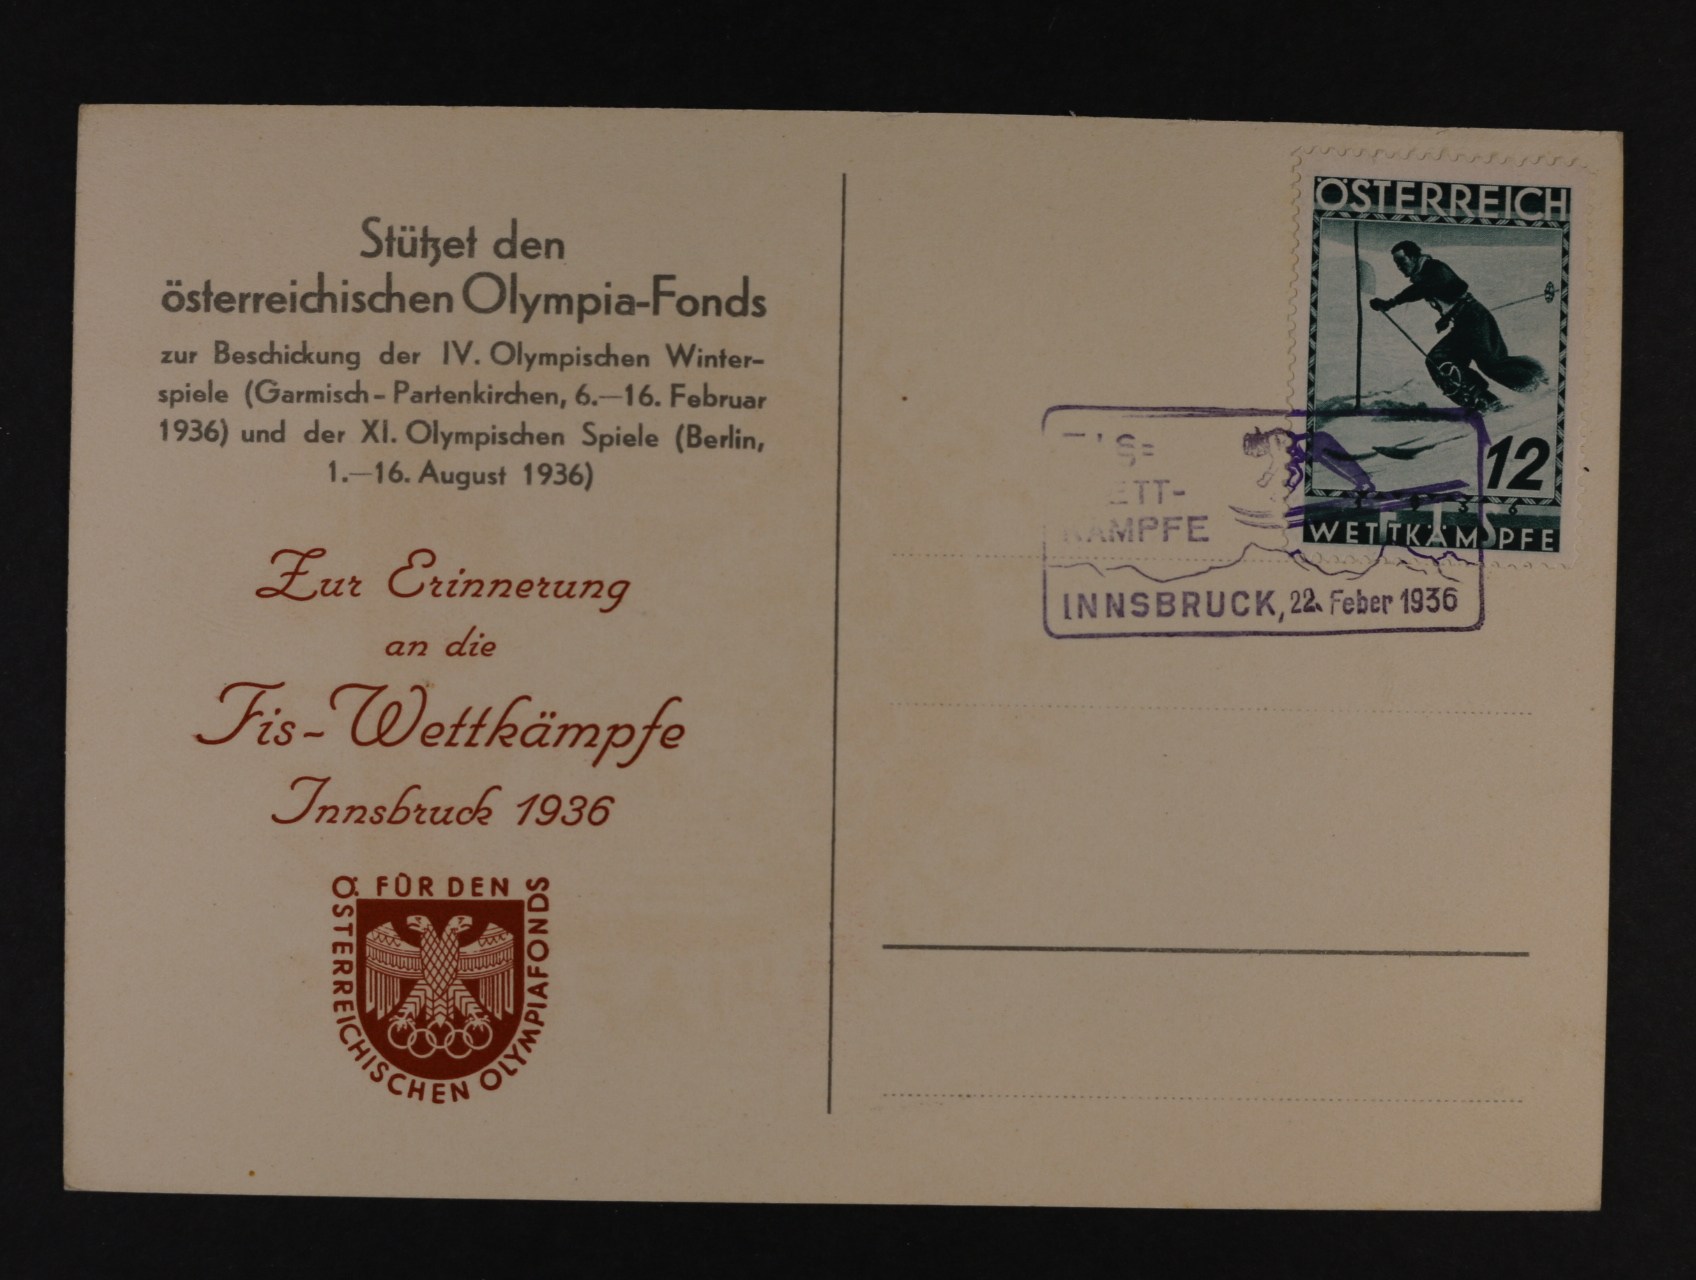 Stützet den
österreichischen Olympia-Fonds
zur Beschickung der IV. Olympischen Winter-
spiele (Garmisch-Partenkirchen, 6.—16. Februar
1936) und der XI. Olympischen Spiele (Berlin,
1.—16. August 1936)
Zur Erinnerung
an die
Fis-Wettkämpfe
Innsbruck 1936
FÜR DEN
ÖSTERREICHISCHEN OLYMPIAFONDS
ÖSTERREICH
12
1936
FIS
WETTKÄMPFE
INNSBRUCK, 22. Feber 1936